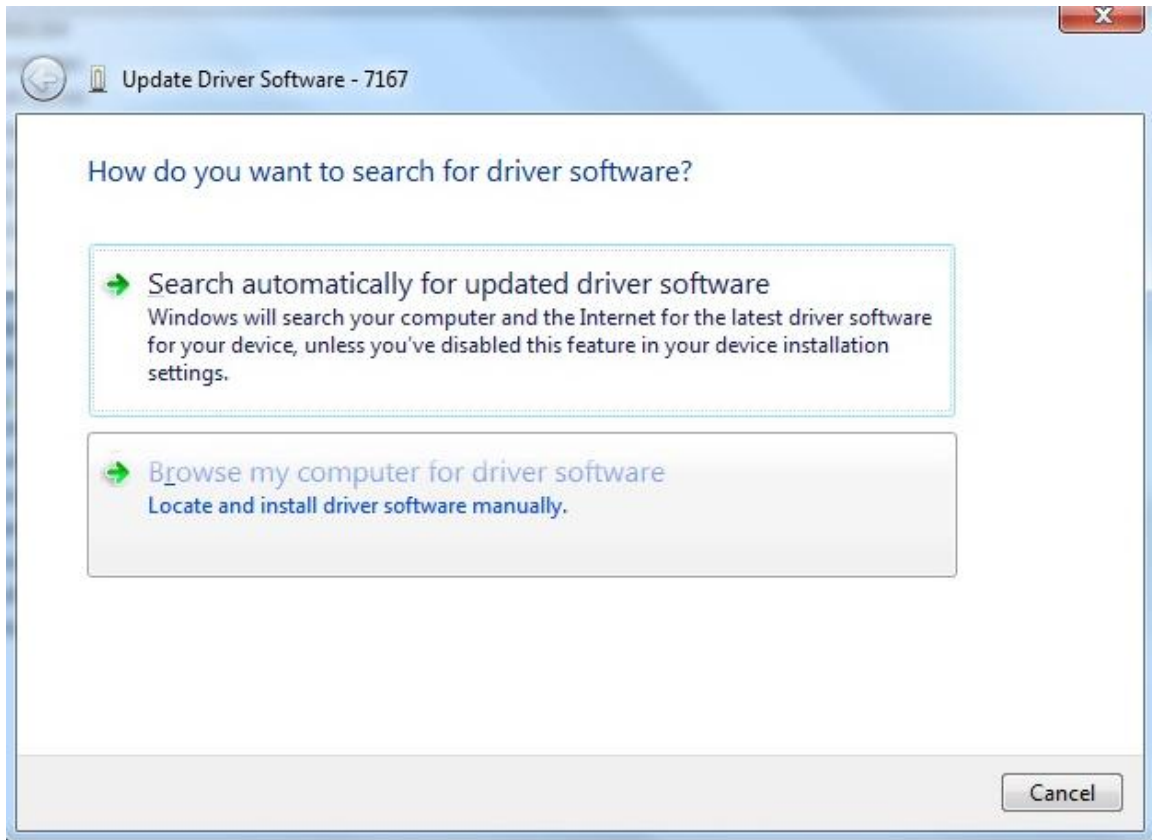 X
Update Driver Software - 7167
How do you want to search for driver software?
Search automatically for updated driver software
Windows will search your computer and the Internet for the latest driver software
for your device, unless you've disabled this feature in your device installation
settings.
Browse my computer for driver software
Locate and install driver software manually.
Cancel